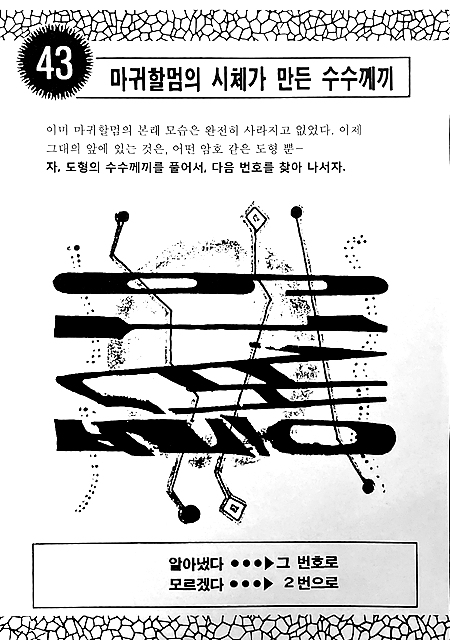 43
마귀할멈의 시체가 만든 수수께끼
이미 마귀할멈의 본래 모습은 완전히 사라지고 없었다. 이제
그대의 앞에 있는 것은, 어떤 암호 같은 도형 뿐—
자, 도형의 수수께끼를 풀어서, 다음 번호를 찾아 나서자.
알아냈다 ●●●▶그 번호로
모르겠다 ●●●▶ 2번으로